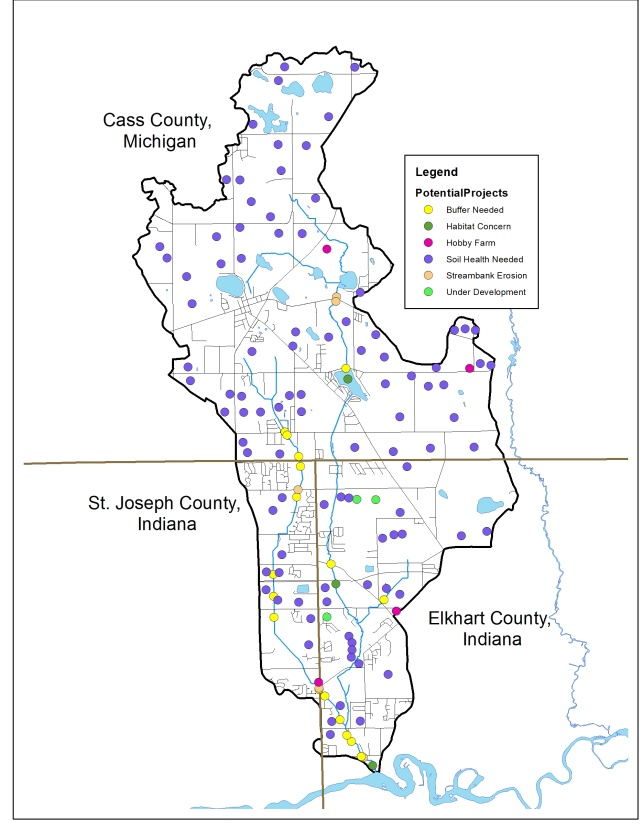 Cass County,
Michigan
Legend
PotentialProjects
Buffer Needed
Habitat Concern
Hobby Farm
Soil Health Needed
Streambank Erosion
Under Development
St. Joseph County,
Indiana
Elkhart County,
Indiana